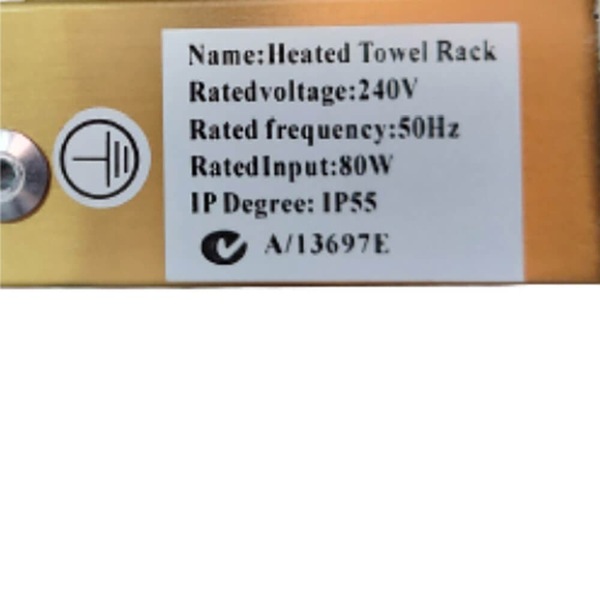 Name:Heated Towel Rack
Ratedvoltage:240V
Rated frequency:50Hz
RatedInput:80W
IP Degree: IP55
A/13697E